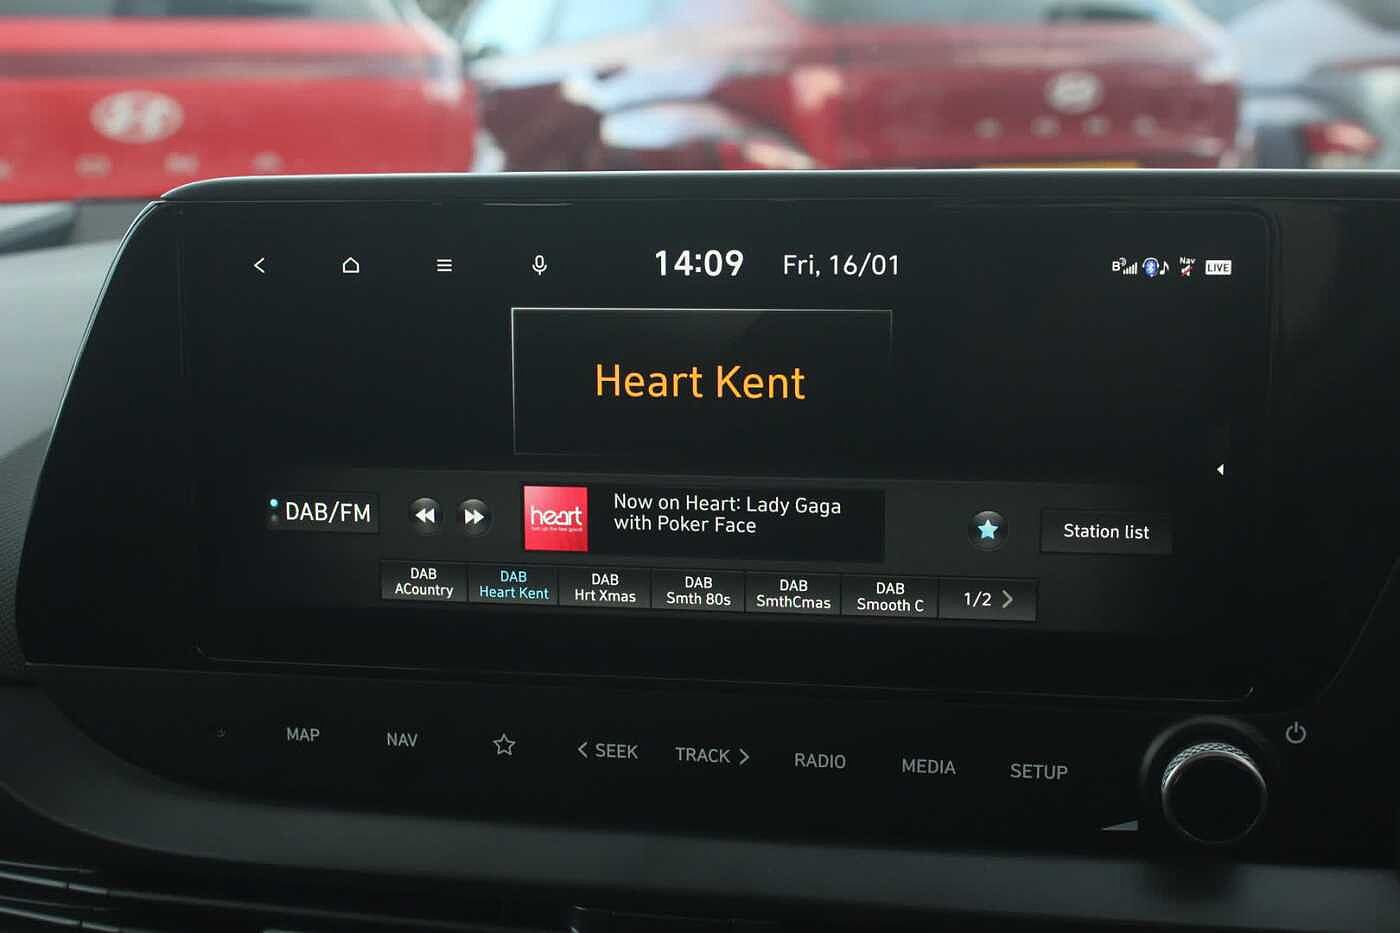 14:09 Fri, 16/01
B Nav LIVE
Heart Kent
DAB/FM
heart
Now on Heart: Lady Gaga
with Poker Face
Station list
DAB
ACountry
DAB
Heart Kent
DAB
Hrt Xmas
DAB
Smth 80s
DAB
SmthCmas
DAB
Smooth C
1/2
MAP
NAV
SEEK
TRACK
RADIO
MEDIA
SETUP